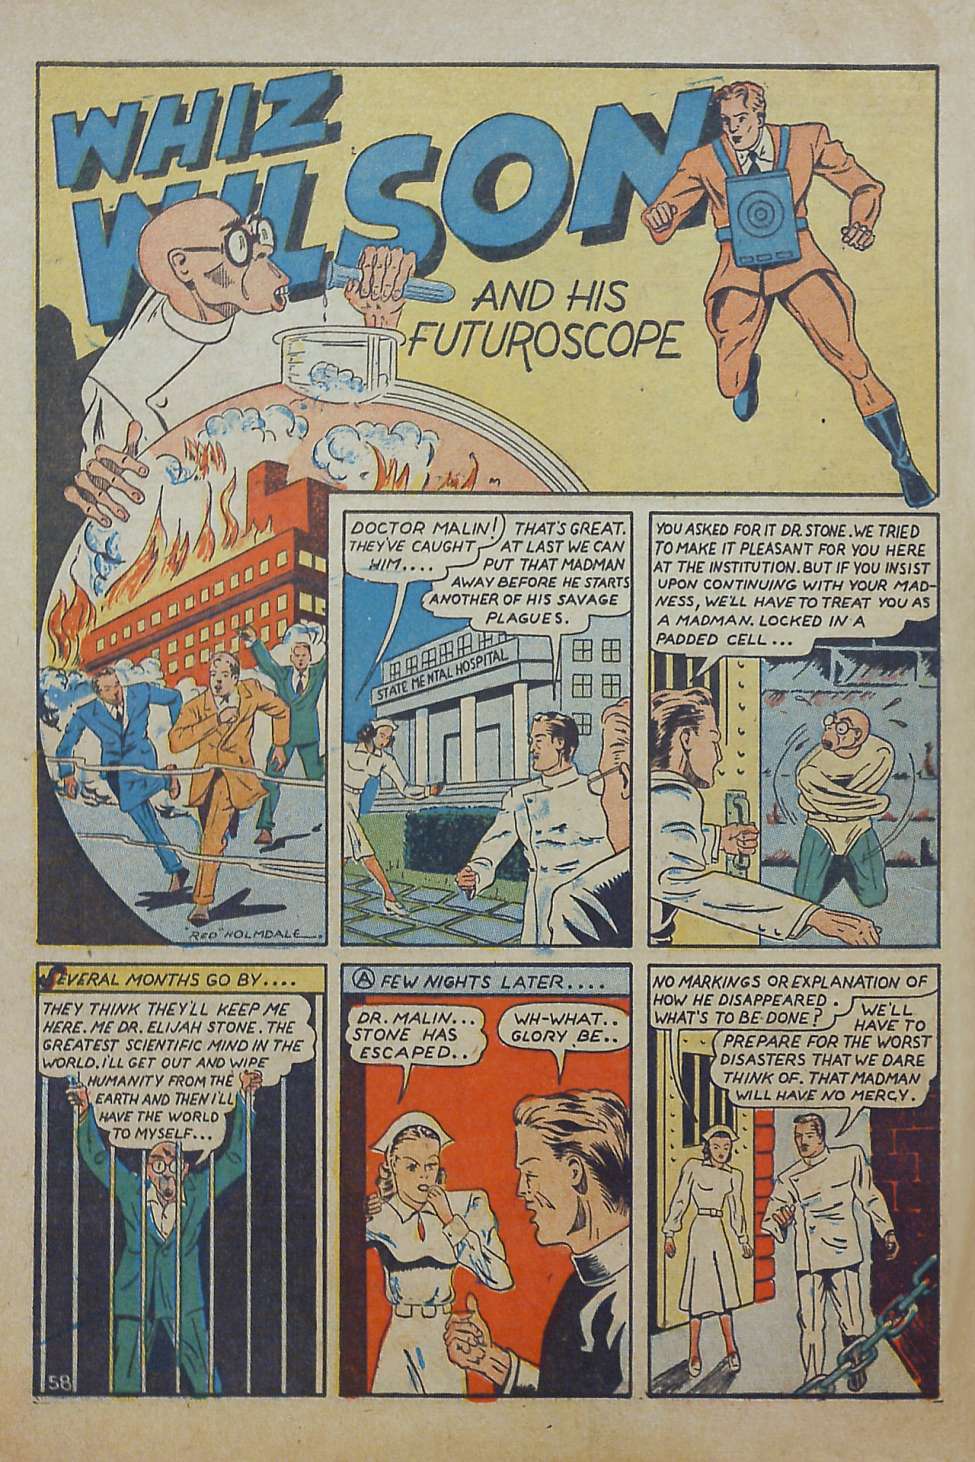 WHIZ
WILSON
AND HIS
FUTUROSCOPE
"RED" HOLMDALE
DOCTOR MALIN!
THEY'VE CAUGHT
HIM....
THAT'S GREAT.
AT LAST WE CAN
PUT THAT MADMAN
AWAY BEFORE HE STARTS
ANOTHER OF HIS SAVAGE
PLAGUES.
STATE MENTAL HOSPITAL
YOU ASKED FOR IT DR. STONE. WE TRIED
TO MAKE IT PLEASANT FOR YOU HERE
AT THE INSTITUTION. BUT IF YOU INSIST
UPON CONTINUING WITH YOUR MAD-
NESS, WE'LL HAVE TO TREAT YOU AS
A MADMAN. LOCKED IN A
PADDED CELL...
SEVERAL MONTHS GO BY....
THEY THINK THEY'LL KEEP ME
HERE. ME DR. ELIJAH STONE. THE
GREATEST SCIENTIFIC MIND IN THE
WORLD. I'LL GET OUT AND WIPE
HUMANITY FROM THE
EARTH AND THEN I'LL
HAVE THE WORLD
TO MYSELF...
58
A FEW NIGHTS LATER....
DR. MALIN...
STONE HAS
ESCAPED..
WH-WHAT..
GLORY BE..
NO MARKINGS OR EXPLANATION OF
HOW HE DISAPPEARED.
WHAT'S TO BE DONE?
WE'LL
HAVE TO
PREPARE FOR THE WORST
DISASTERS THAT WE DARE
THINK OF. THAT MADMAN
WILL HAVE NO MERCY.